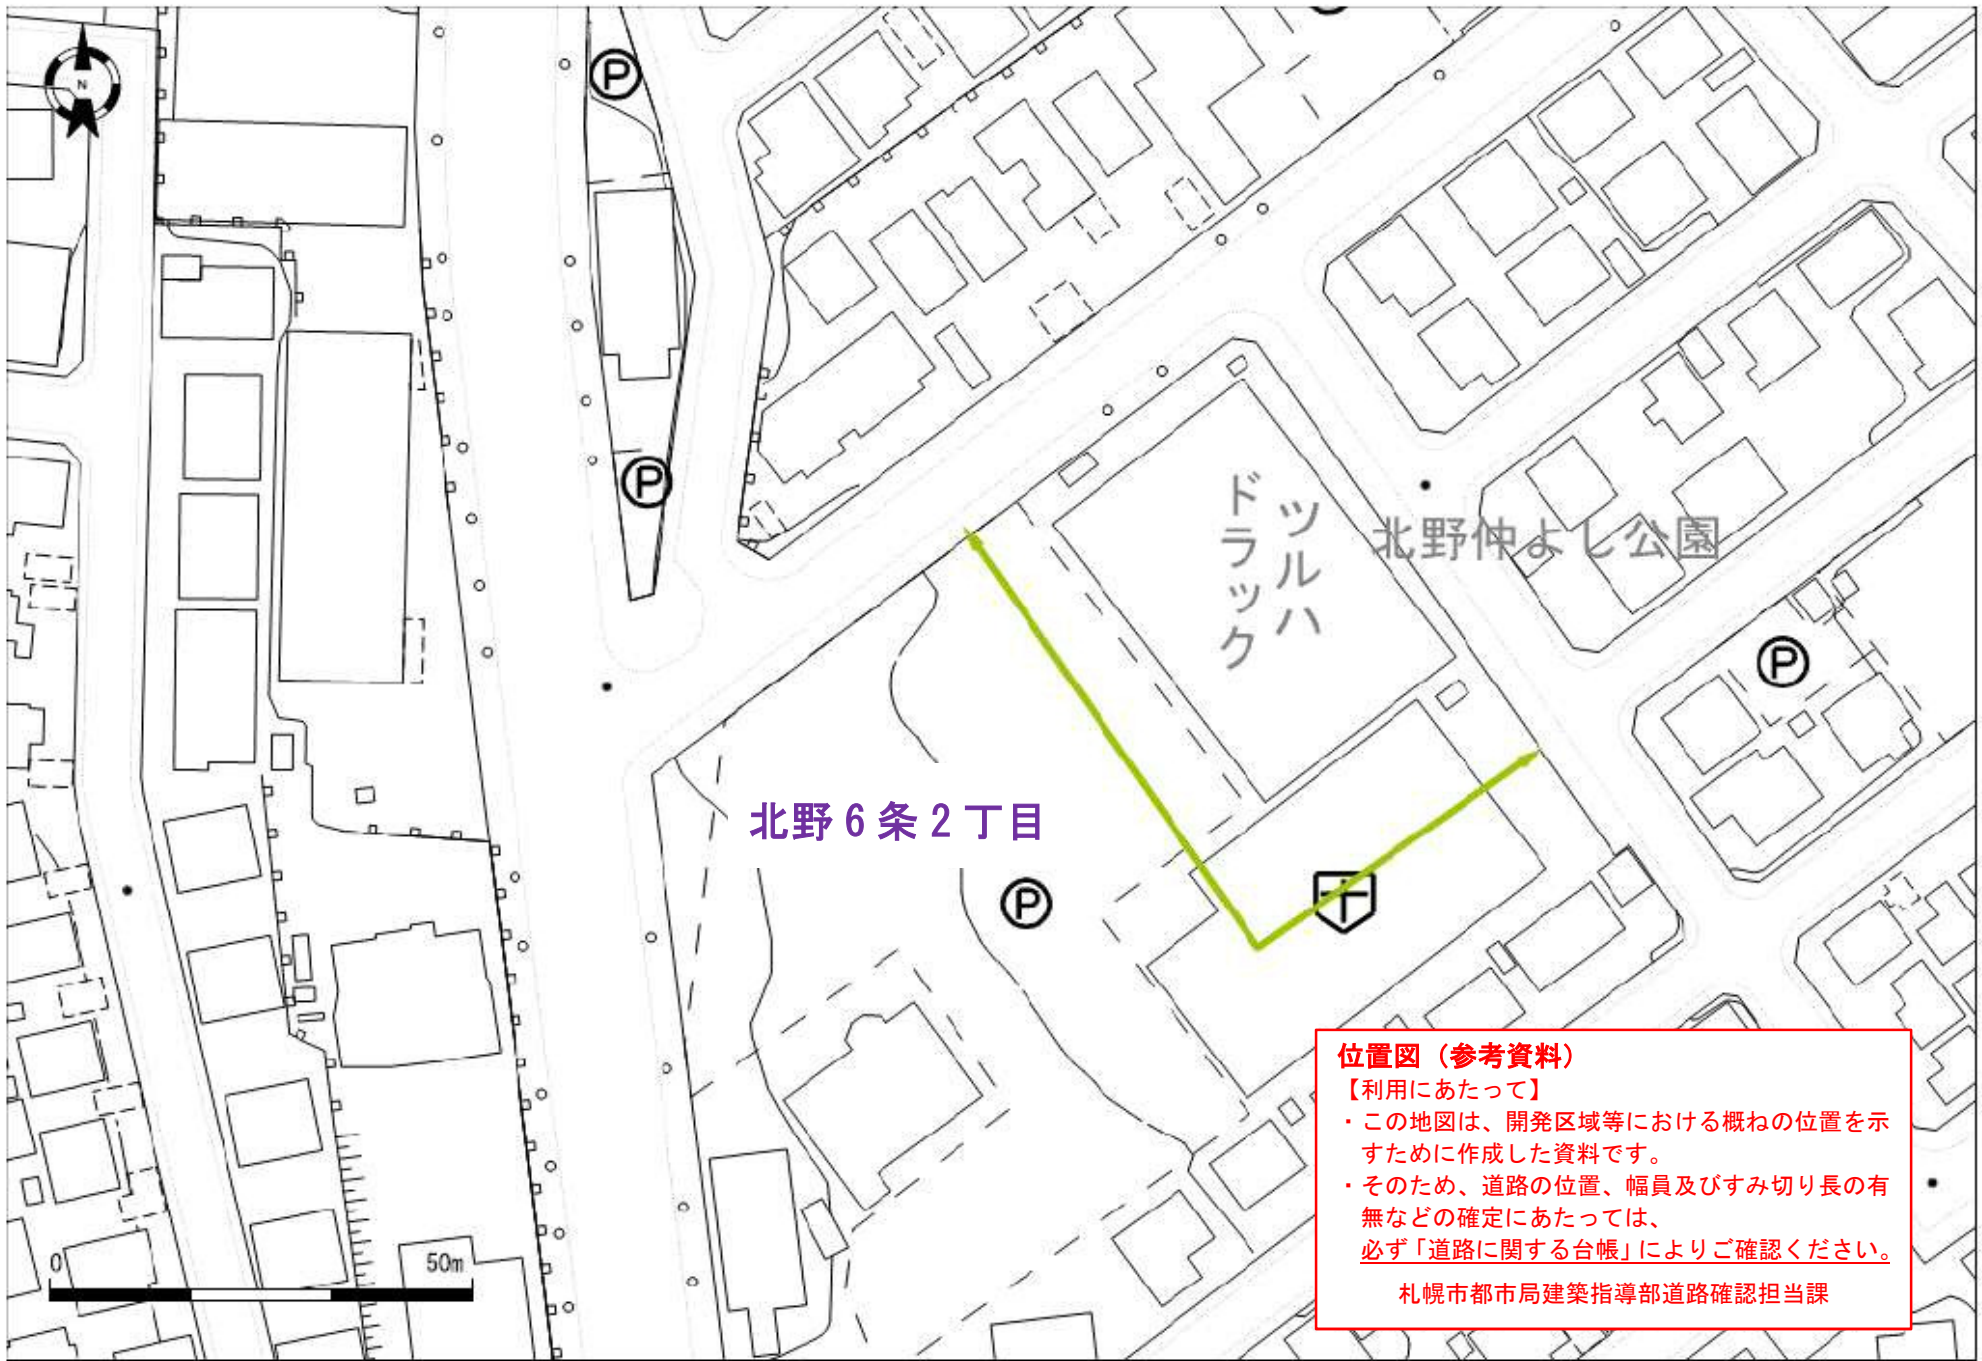 N
P
P
ツルハ
ドラック
北野仲よし公園
P
北野6条2丁目
P
位置図（参考資料）
【利用にあたって】
・この地図は、開発区域等における概ねの位置を示
すために作成した資料です。
・そのため、道路の位置、幅員及びすみ切り長の有
無などの確定にあたっては、
必ず「道路に関する台帳」によりご確認ください。
札幌市都市局建築指導部道路確認担当課
0
50m